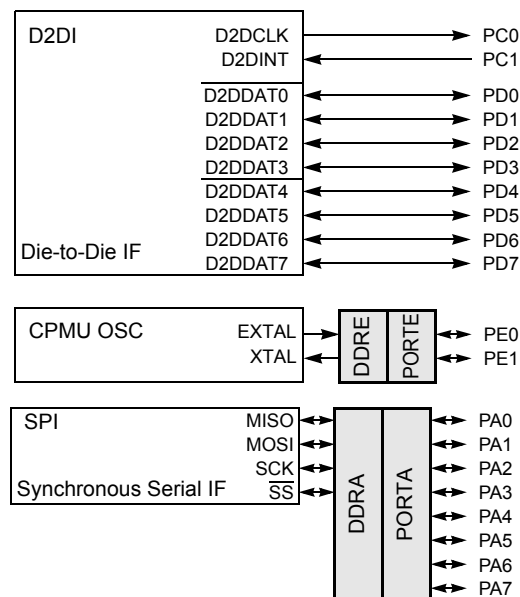 D2DI D2DCLK PC0
D2DINT PC1
D2DDAT0 PD0
D2DDAT1 PD1
D2DDAT2 PD2
D2DDAT3 PD3
D2DDAT4 PD4
D2DDAT5 PD5
D2DDAT6 PD6
Die-to-Die IF D2DDAT7 PD7
CPMU OSC EXTAL DDRE PORTE PE0
XTAL PE1
SPI MISO PA0
MOSI PA1
SCK PA2
Synchronous Serial IF SS DDRA PORTA PA3
PA4
PA5
PA6
PA7